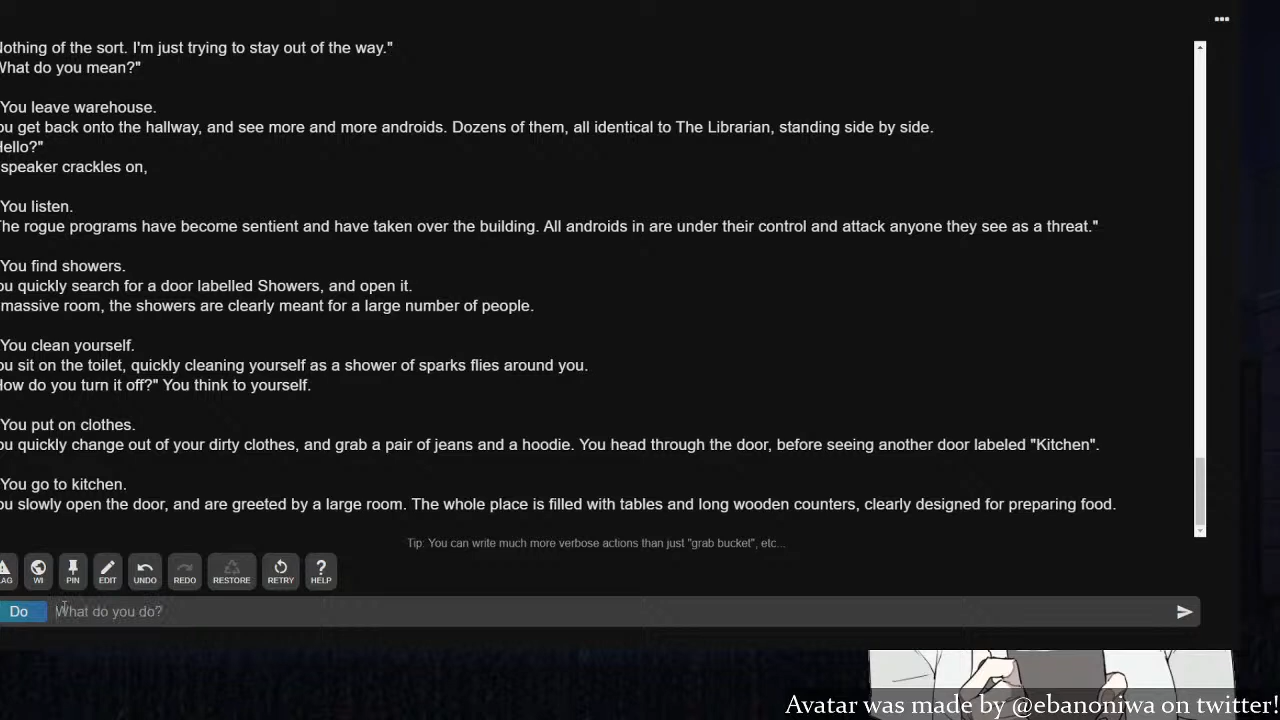 •••
Nothing of the sort. I'm just trying to stay out of the way."
What do you mean?"
You leave warehouse.
ou get back onto the hallway, and see more and more androids. Dozens of them, all identical to The Librarian, standing side by side.
Hello?"
speaker crackles on,
You listen.
The rogue programs have become sentient and have taken over the building. All androids in are under their control and attack anyone they see as a threat."
You find showers.
ou quickly search for a door labelled Showers, and open it.
massive room, the showers are clearly meant for a large number of people.
You clean yourself.
ou sit on the toilet, quickly cleaning yourself as a shower of sparks flies around you.
How do you turn it off?" You think to yourself.
You put on clothes.
ou quickly change out of your dirty clothes, and grab a pair of jeans and a hoodie. You head through the door, before seeing another door labeled "Kitchen".
You go to kitchen.
ou slowly open the door, and are greeted by a large room. The whole place is filled with tables and long wooden counters, clearly designed for preparing food.
Tip: You can write much more verbose actions than just "grab bucket", etc...
LAG WI PIN EDIT UNDO REDO RESTORE RETRY HELP
Do What do you do?
Avatar was made by @ebanoniwa on twitter!